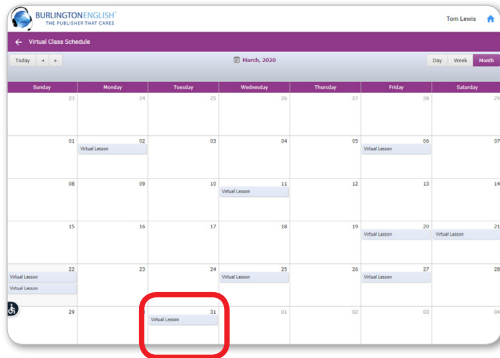 BURLINGTONENGLISH®
THE PUBLISHER THAT CARES
Tom Lewis
← Virtual Class Schedule
Today
March, 2020
Day Week Month
Sunday Monday Tuesday Wednesday Thursday Friday Saturday
23 24 25 26 27 28 29
01 02 03 04 05 06 07
Virtual Lesson Virtual Lesson
08 09 10 11 12 13 14
Virtual Lesson
15 16 17 18 19 20 21
Virtual Lesson Virtual Lesson
22 23 24 25 26 27 28
Virtual Lesson Virtual Lesson Virtual Lesson
Virtual Lesson
29 31 01 02 03 04
Virtual Lesson